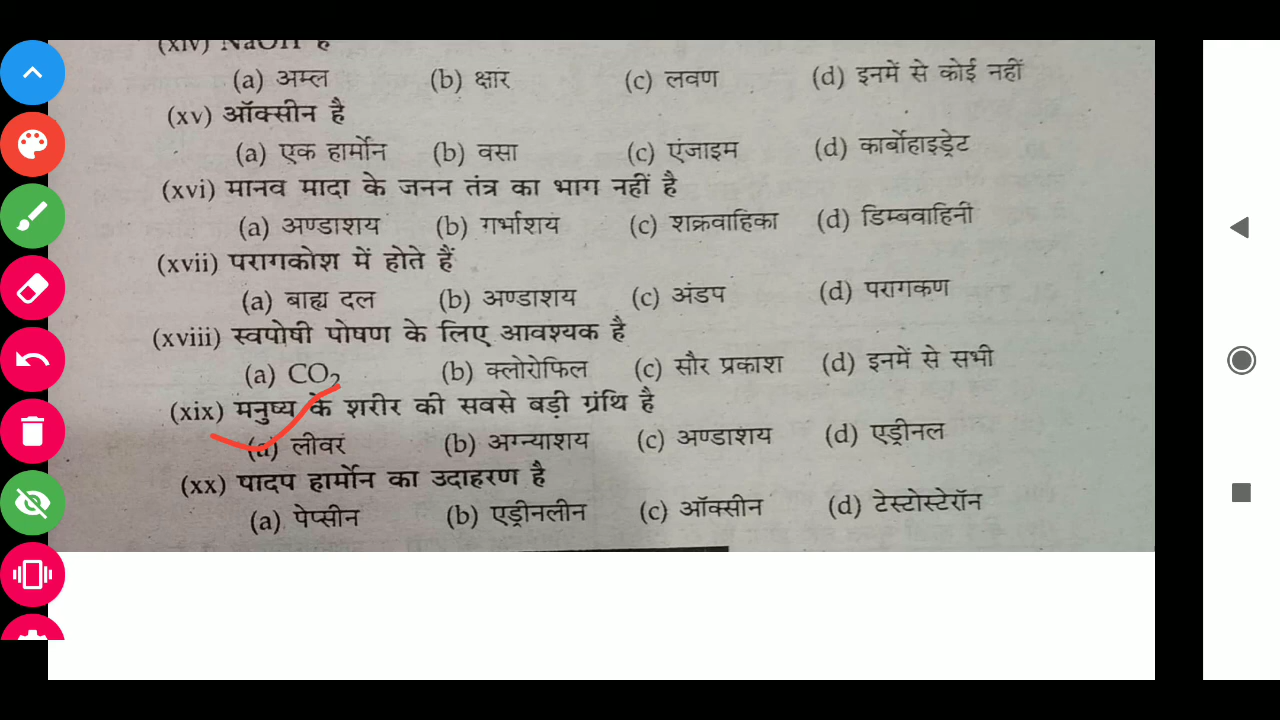 (xiv) NaOH है
(a) अम्ल (b) क्षार (c) लवण (d) इनमें से कोई नहीं
(xv) ऑक्सीन है
(a) एक हार्मोन (b) वसा (c) एंजाइम (d) कार्बोहाइड्रेट
(xvi) मानव मादा के जनन तंत्र का भाग नहीं है
(a) अण्डाशय (b) गर्भाशय (c) शक्रवाहिका (d) डिम्बवाहिनी
(xvii) परागकोश में होते हैं
(a) बाह्य दल (b) अण्डाशय (c) अंडप (d) परागकण
(xviii) स्वपोषी पोषण के लिए आवश्यक है
(a) CO2 (b) क्लोरोफिल (c) सौर प्रकाश (d) इनमें से सभी
(xix) मनुष्य के शरीर की सबसे बड़ी ग्रंथि है
(a) लीवर (b) अग्न्याशय (c) अण्डाशय (d) एड्रीनल
(xx) पादप हार्मोन का उदाहरण है
(a) पेप्सीन (b) एड्रीनलीन (c) ऑक्सीन (d) टेस्टोस्टेरॉन